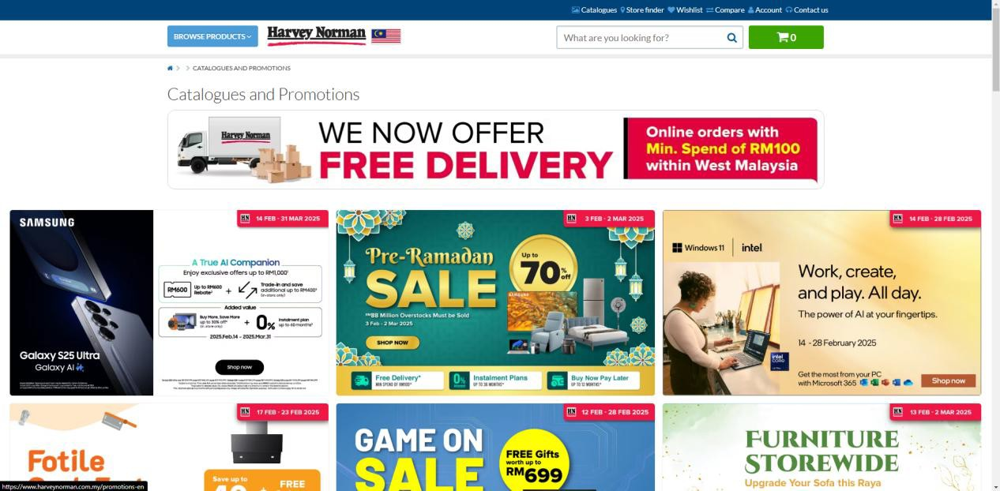 Catalogues Store finder Wishlist Compare Account Contact us
BROWSE PRODUCTS Harvey Norman What are you looking for? 0
CATALOGUES AND PROMOTIONS
Catalogues and Promotions
Harvey Norman
WE NOW OFFER
FREE DELIVERY
Online orders with
Min. Spend of RM100
within West Malaysia
SAMSUNG
HN 14 FEB - 31 MAR 2025
A True AI Companion
Enjoy exclusive offers up to RM1,000
RM600
Up to RM600
Rebate
+
Trade-in and save
additional up to RM400
(in-store only)
Added value
Buy More, Save More
up to 30% off
(in store only)
+
0%
Instalment plan
up to 60 months
2025.Feb.14 - 2025.Mar.31
Galaxy S25 Ultra
Galaxy AI
Shop now
HN 3 FEB - 2 MAR 2025
Pre-Ramadan
SALE
Up to
70% off
SAMSUNG
RM8B Million Overstocks Must be Sold
3 Feb - 2 Mar 2025
SHOP NOW
Free Delivery*
MIN SPEND OF RM100*
0%
Instalment Plans
UP TO 36 MONTHS*
Buy Now Pay Later
UP TO 12 MONTHS*
HN 14 FEB - 28 FEB 2025
Windows 11 intel
Work, create,
and play. All day.
The power of AI at your fingertips.
14 - 28 February 2025
intel
CORE
ULTRA
Get the most from your PC
with Microsoft 365
Shop now
HN 17 FEB - 23 FEB 2025
Fotile
Save up to
+
FREE
HN 12 FEB - 28 FEB 2025
GAME ON
SALE
FREE Gifts
worth up to
RM699
HN 13 FEB - 2 MAR 2025
FURNITURE
STOREWIDE
Upgrade Your Sofa this Raya
https://www.harveynorman.com.my/promotions-en